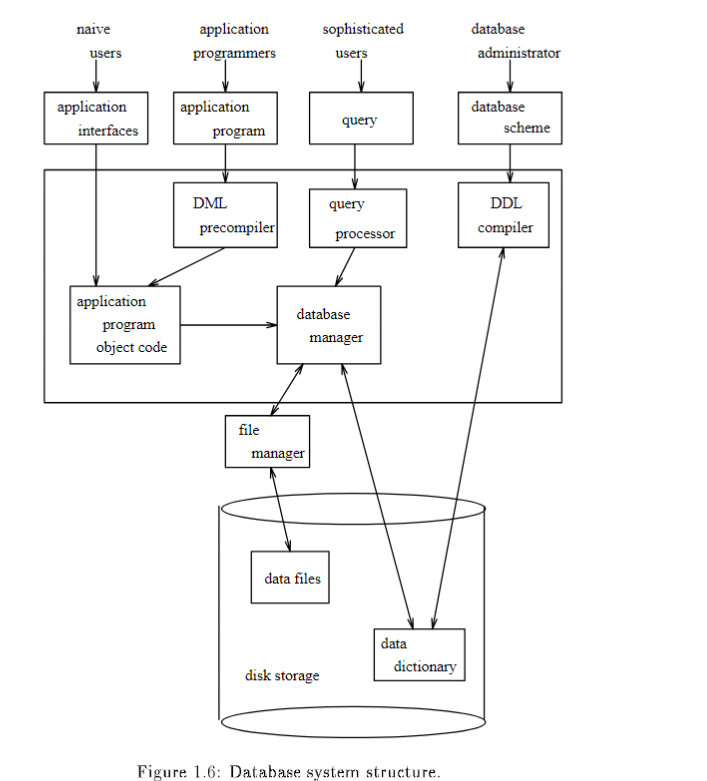 naive
users
application
programmers
sophisticated
users
database
administrator
application
interfaces
application
program
query
database
scheme
DML
precompiler
query
processor
DDL
compiler
application
program
object code
database
manager
file
manager
data files
data
dictionary
disk storage
Figure 1.6: Database system structure.